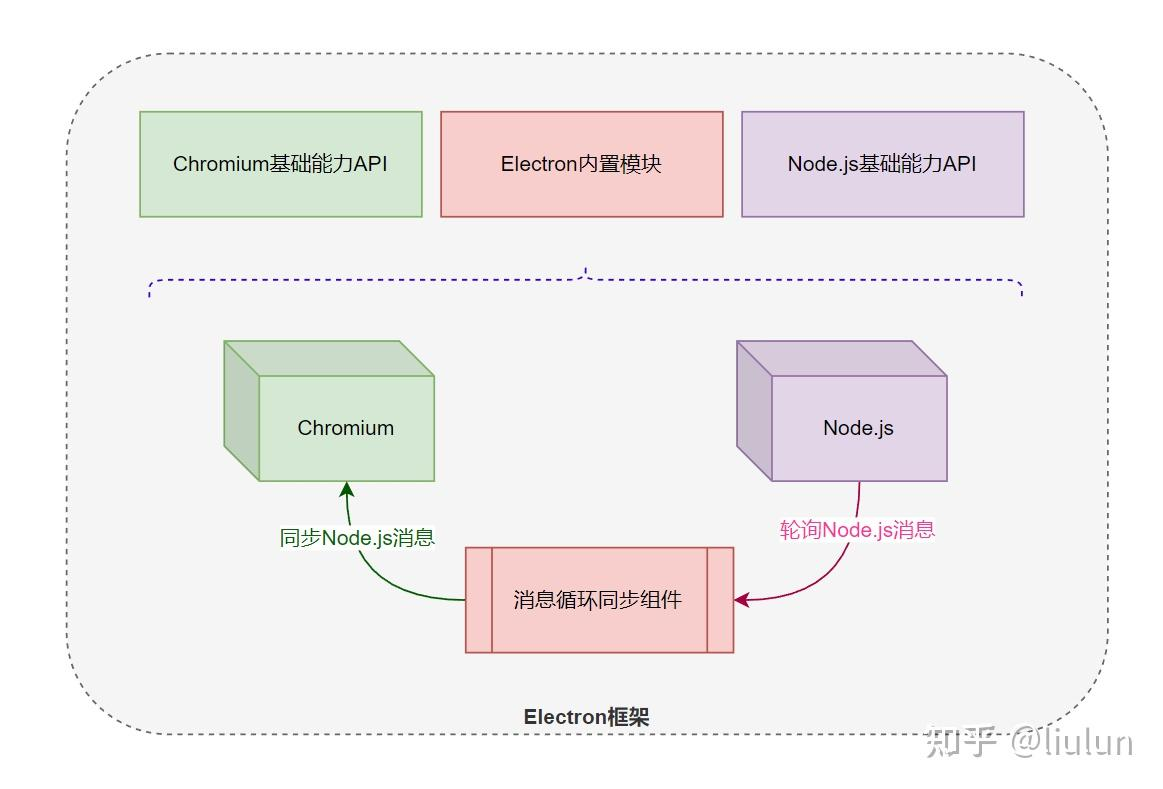 Chromium基础能力API
Electron内置模块
Node.js基础能力API
Chromium
Node.js
同步Node.js消息
轮询Node.js消息
消息循环同步组件
Electron框架
知乎 @liulun